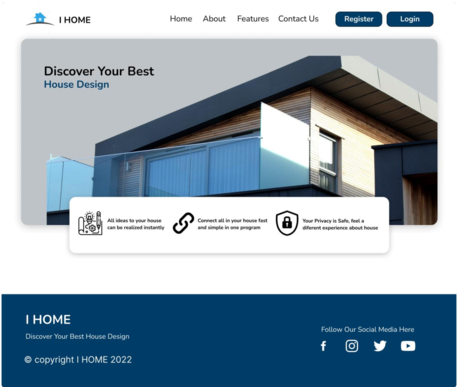 I HOME
Home About Features Contact Us Register Login
Discover Your Best
House Design
All ideas to your house
can be realized instantly
Connect all in your house fast
and simple in one program
Your Privacy is Safe, feel a
diferent experience about house
I HOME
Discover Your Best House Design
© copyright I HOME 2022
Follow Our Social Media Here